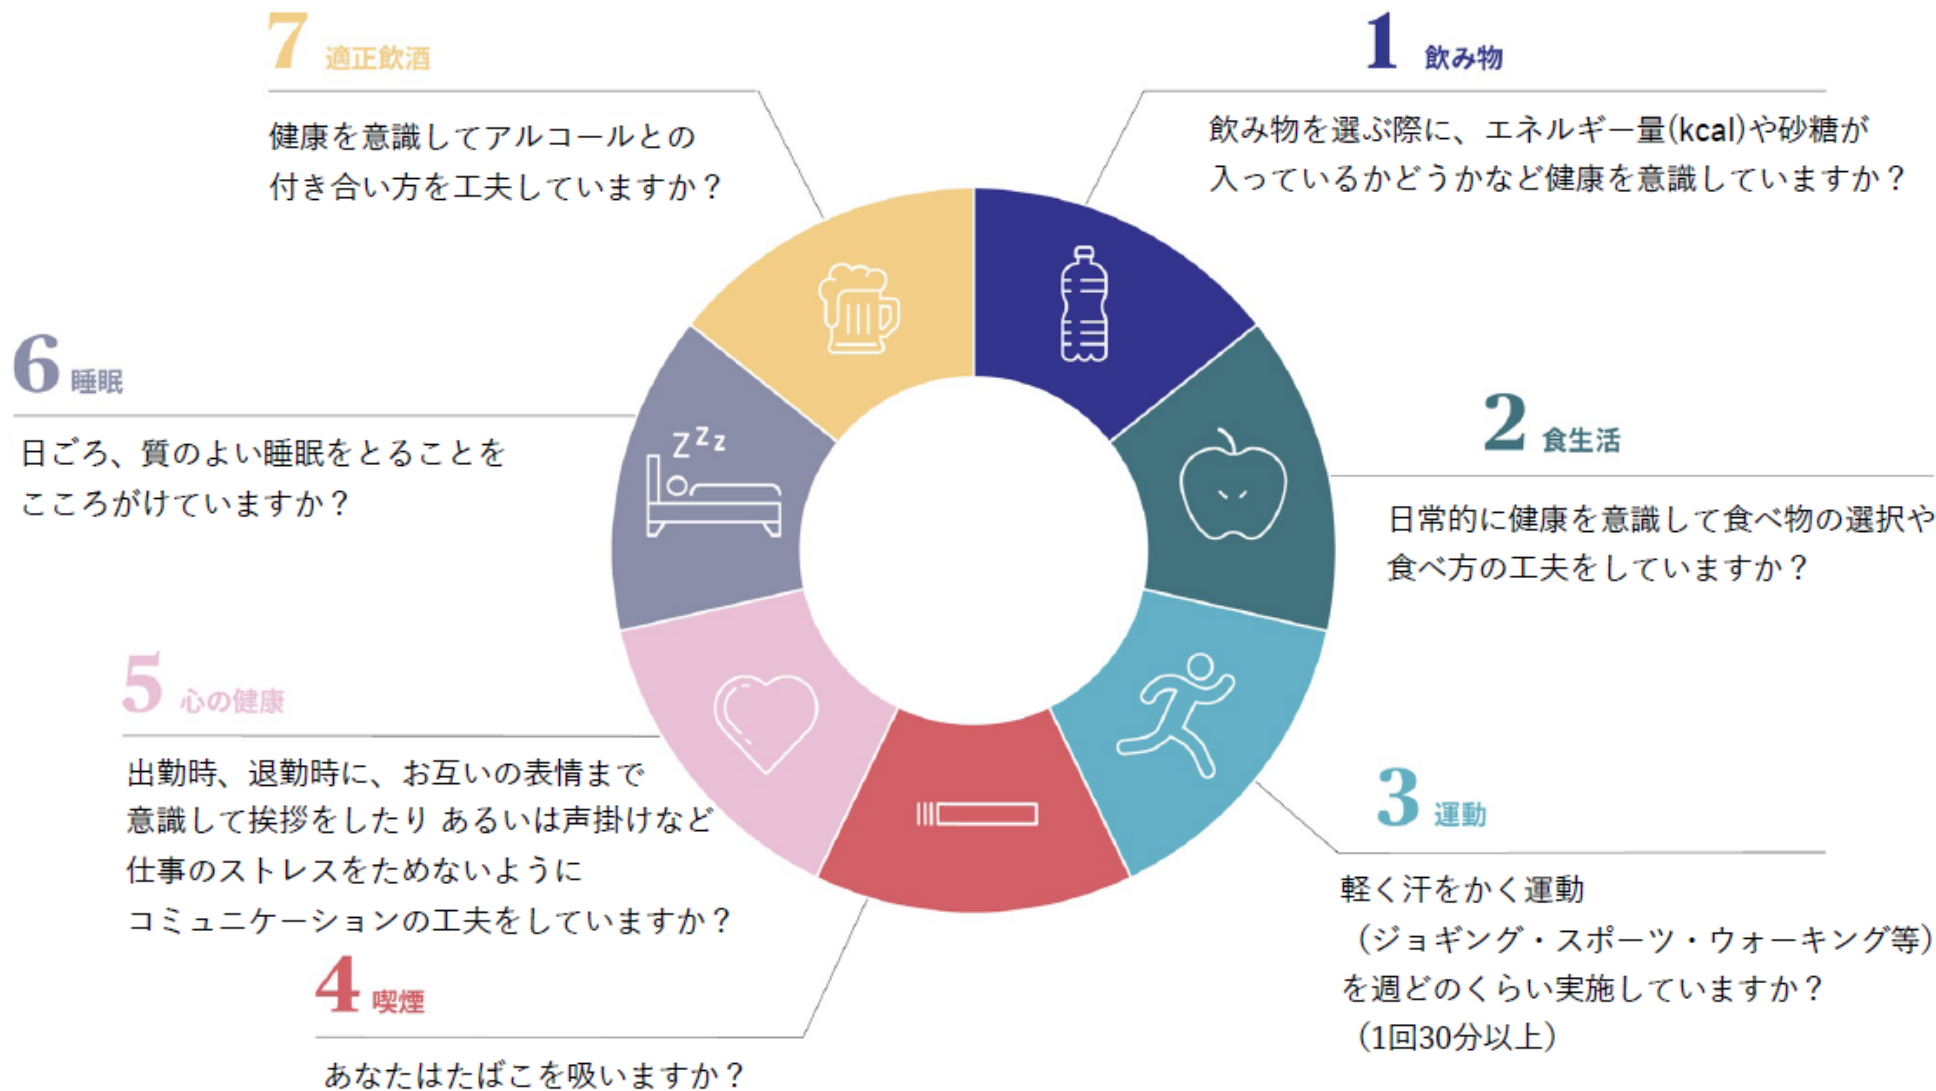 1 飲み物
飲み物を選ぶ際に、エネルギー量(kcal)や砂糖が
入っているかどうかなど健康を意識していますか？
2 食生活
日常的に健康を意識して食べ物の選択や
食べ方の工夫をしていますか？
3 運動
軽く汗をかく運動
（ジョギング・スポーツ・ウォーキング等）
を週どのくらい実施していますか？
（1回30分以上）
4 喫煙
あなたはたばこを吸いますか？
5 心の健康
出勤時、退勤時に、お互いの表情まで
意識して挨拶をしたり あるいは声掛けなど
仕事のストレスをためないように
コミュニケーションの工夫をしていますか？
6 睡眠
日ごろ、質のよい睡眠をとることを
こころがけていますか？
7 適正飲酒
健康を意識してアルコールとの
付き合い方を工夫していますか？
zzz